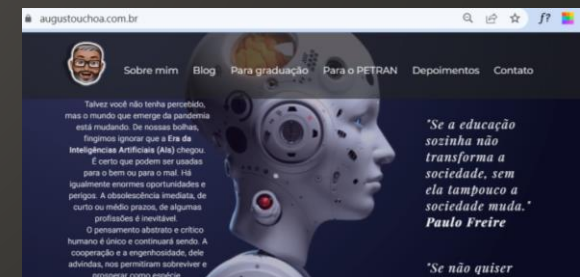 augustouchoa.com.br
Sobre mim Blog Para graduação Para o PETRAN Depoimentos Contato
Talvez você não tenha percebido,
mas o mundo que emerge da pandemia
está mudando. De nossas bolhas,
fingimos ignorar que a Era da
Inteligências Artificiais (AIs) chegou.
É certo que podem ser usadas
para o bem ou para o mal. Há
igualmente enormes oportunidades e
perigos. A obsolescência imediata, de
curto ou médio prazos, de algumas
profissões é inevitável.
O pensamento abstrato e crítico
humano é único e continuará sendo. A
cooperação e a engenhosidade, dele
advindas, nos permitiram sobreviver e
prosperar como espécie
"Se a educação
sozinha não
transforma a
sociedade, sem
ela tampouco a
sociedade muda."
Paulo Freire
"Se não quiser